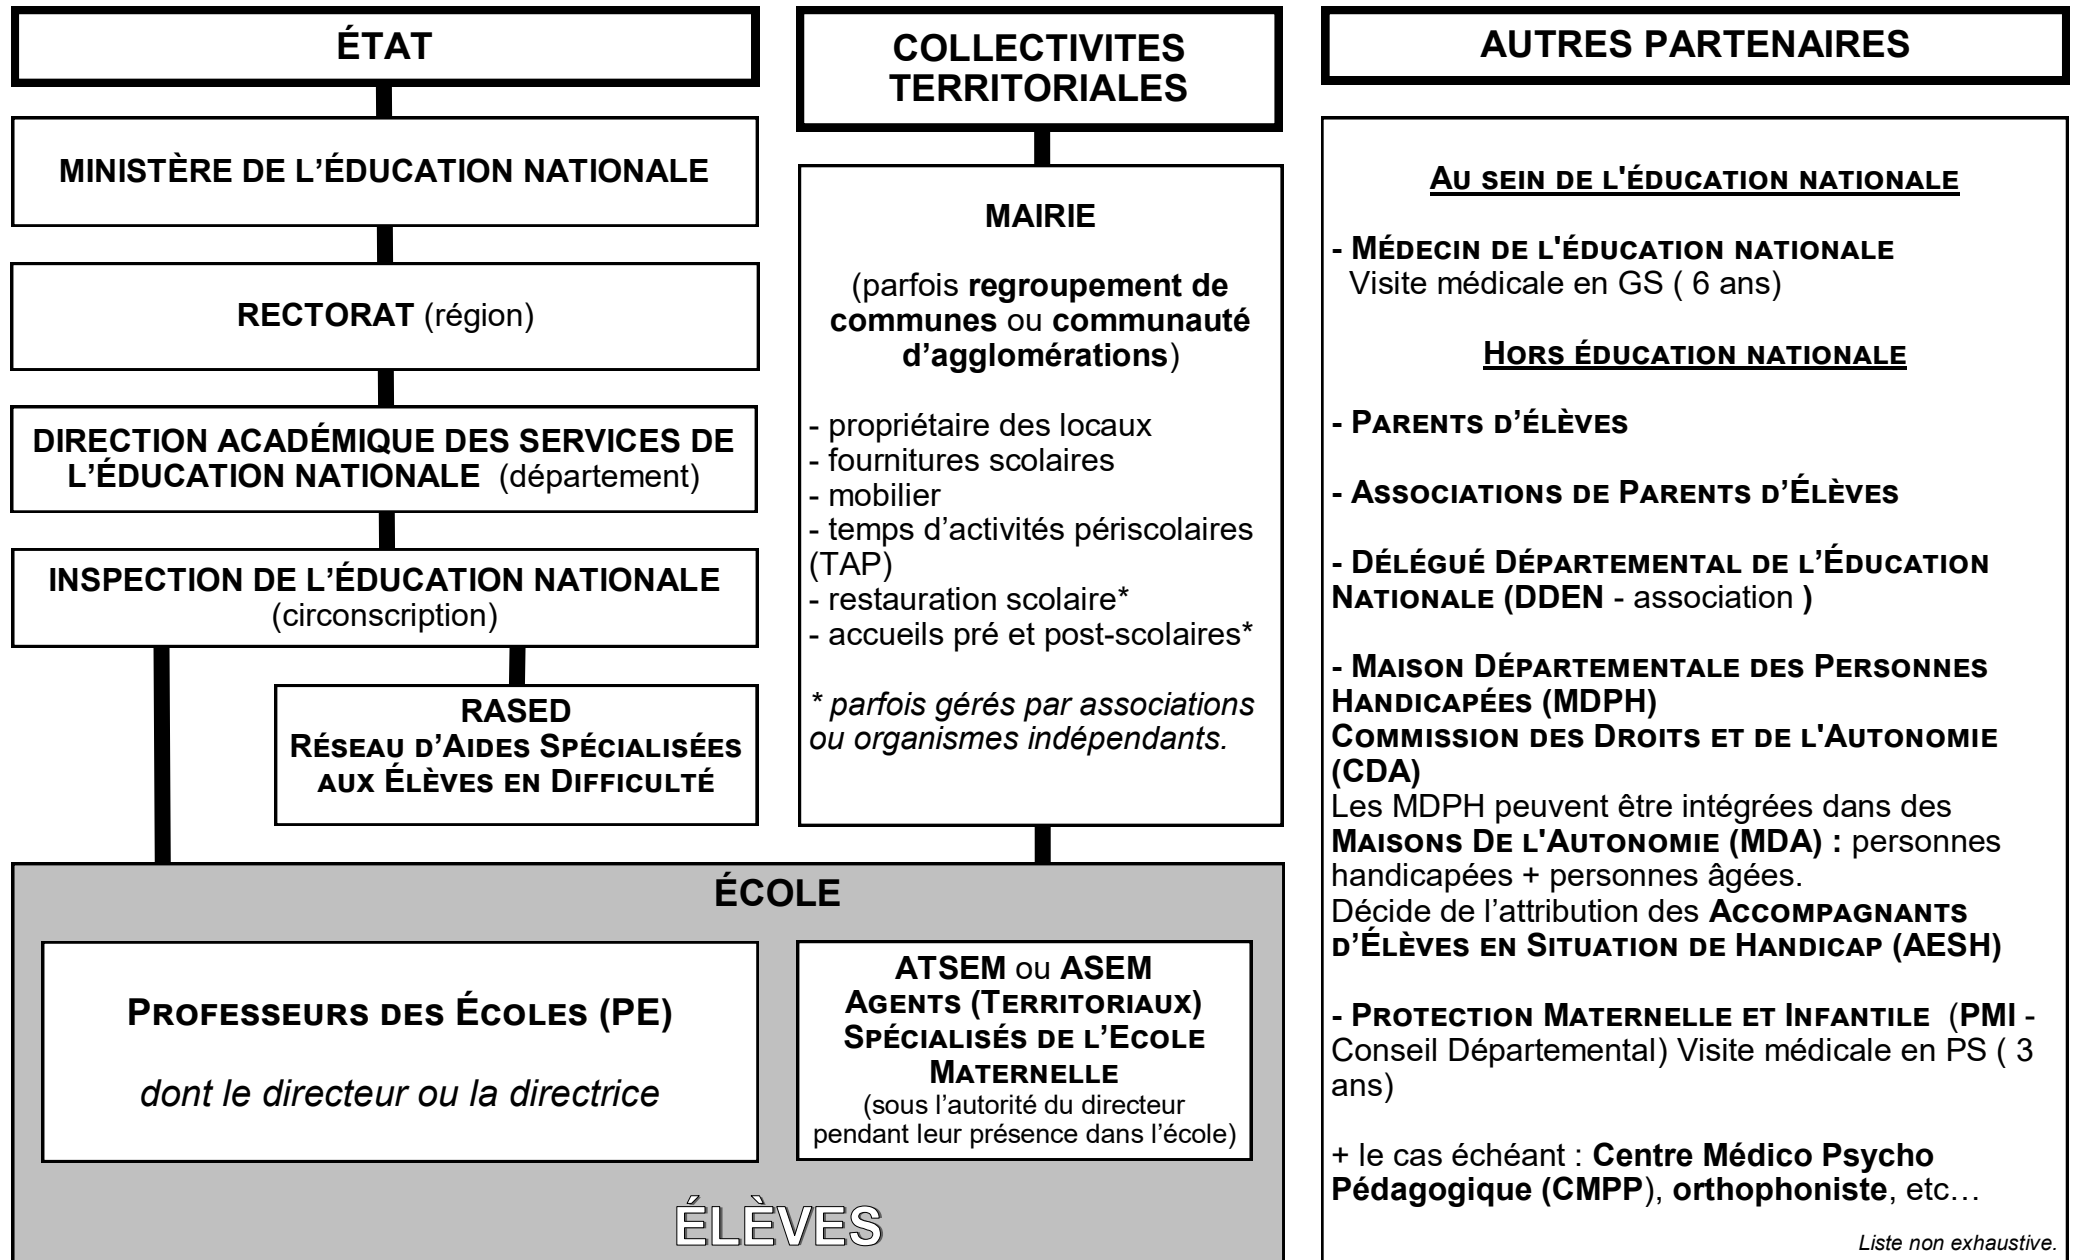 ÉTAT
MINISTÈRE DE L’ÉDUCATION NATIONALE
RECTORAT (région)
DIRECTION ACADÉMIQUE DES SERVICES DE
L’ÉDUCATION NATIONALE (département)
INSPECTION DE L’ÉDUCATION NATIONALE
(circonscription)
RASED
RÉSEAU D’AIDES SPÉCIALISÉES
AUX ÉLÈVES EN DIFFICULTÉ
COLLECTIVITES
TERRITORIALES
MAIRIE
(parfois regroupement de
communes ou communauté
d’agglomérations)
- propriétaire des locaux
- fournitures scolaires
- mobilier
- temps d’activités périscolaires
(TAP)
- restauration scolaire*
- accueils pré et post-scolaires*
* parfois gérés par associations
ou organismes indépendants.
ÉCOLE
PROFESSEURS DES ÉCOLES (PE)
dont le directeur ou la directrice
ATSEM ou ASEM
AGENTS (TERRITORIAUX)
SPÉCIALISÉS DE L’ECOLE
MATERNELLE
(sous l’autorité du directeur
pendant leur présence dans l’école)
ÉLÈVES
AUTRES PARTENAIRES
AU SEIN DE L'ÉDUCATION NATIONALE
- MÉDECIN DE L'ÉDUCATION NATIONALE
Visite médicale en GS ( 6 ans)
HORS ÉDUCATION NATIONALE
- PARENTS D’ÉLÈVES
- ASSOCIATIONS DE PARENTS D’ÉLÈVES
- DÉLÉGUÉ DÉPARTEMENTAL DE L’ÉDUCATION
NATIONALE (DDEN - association )
- MAISON DÉPARTEMENTALE DES PERSONNES
HANDICAPÉES (MDPH)
COMMISSION DES DROITS ET DE L'AUTONOMIE
(CDA)
Les MDPH peuvent être intégrées dans des
MAISONS DE L'AUTONOMIE (MDA) : personnes
handicapées + personnes âgées.
Décide de l’attribution des ACCOMPAGNANTS
D’ÉLÈVES EN SITUATION DE HANDICAP (AESH)
- PROTECTION MATERNELLE ET INFANTILE (PMI -
Conseil Départemental) Visite médicale en PS ( 3
ans)
+ le cas échéant : Centre Médico Psycho
Pédagogique (CMPP), orthophoniste, etc…
Liste non exhaustive.